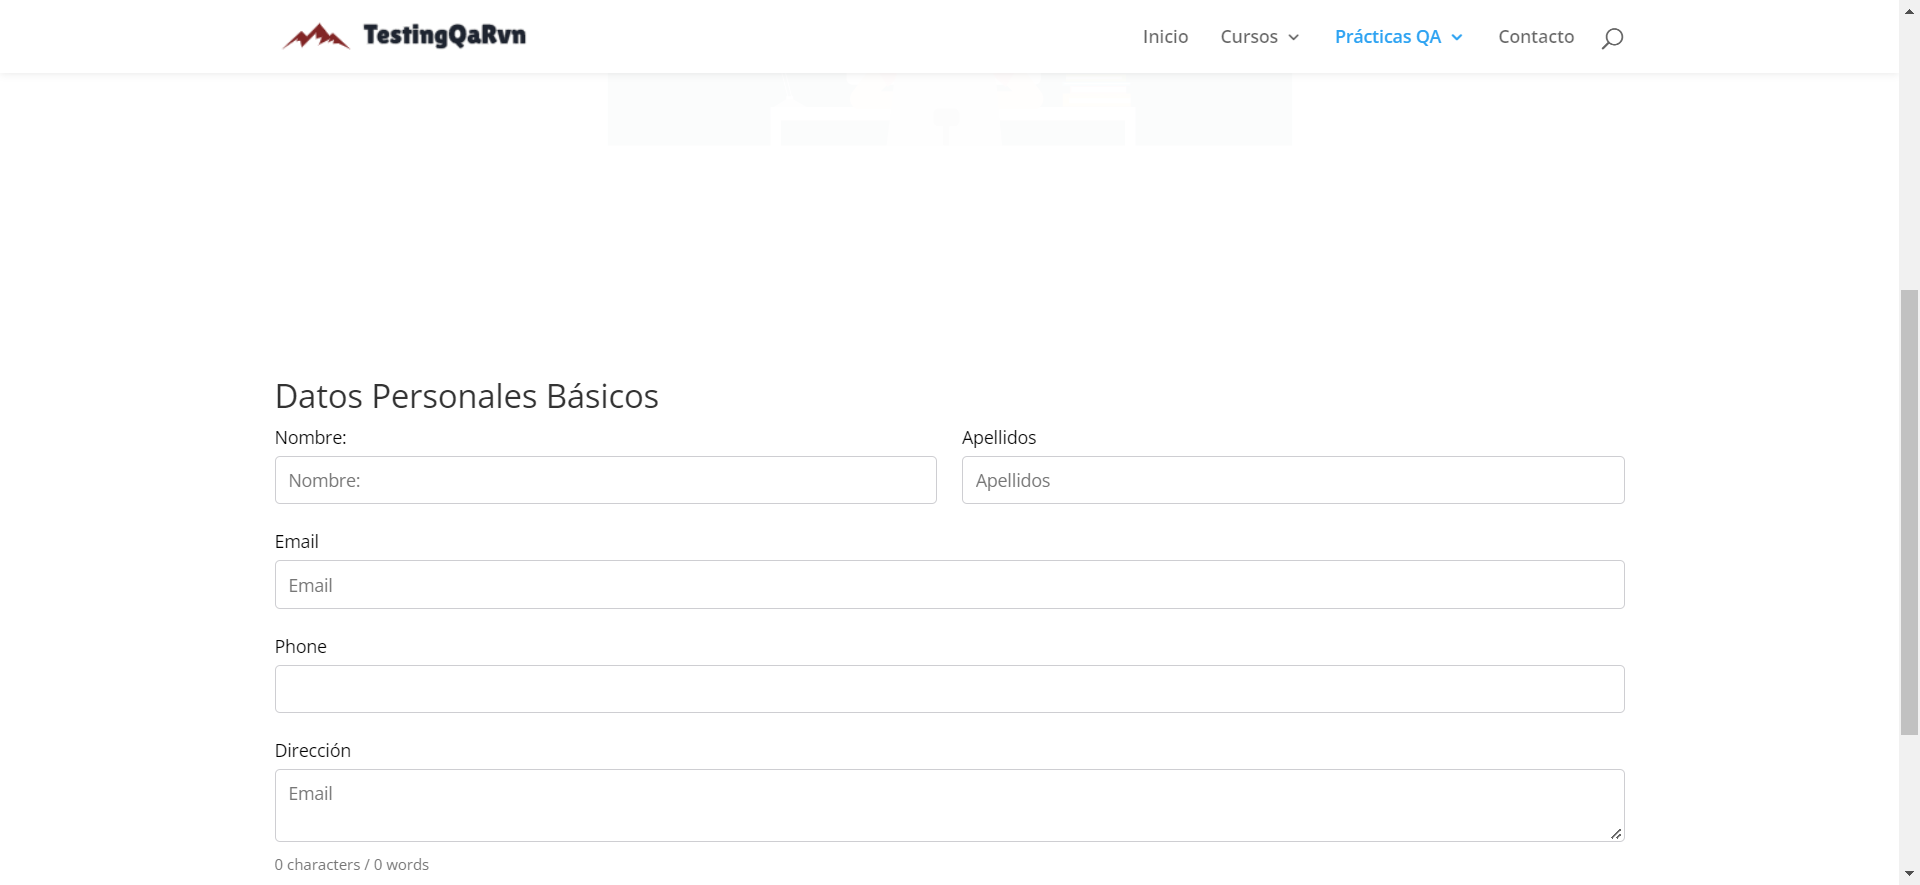 TestingQaRvn
Inicio Cursos Prácticas QA Contacto
Datos Personales Básicos
Nombre: Apellidos
Nombre: Apellidos
Email
Email
Phone
Dirección
Email
0 characters / 0 words